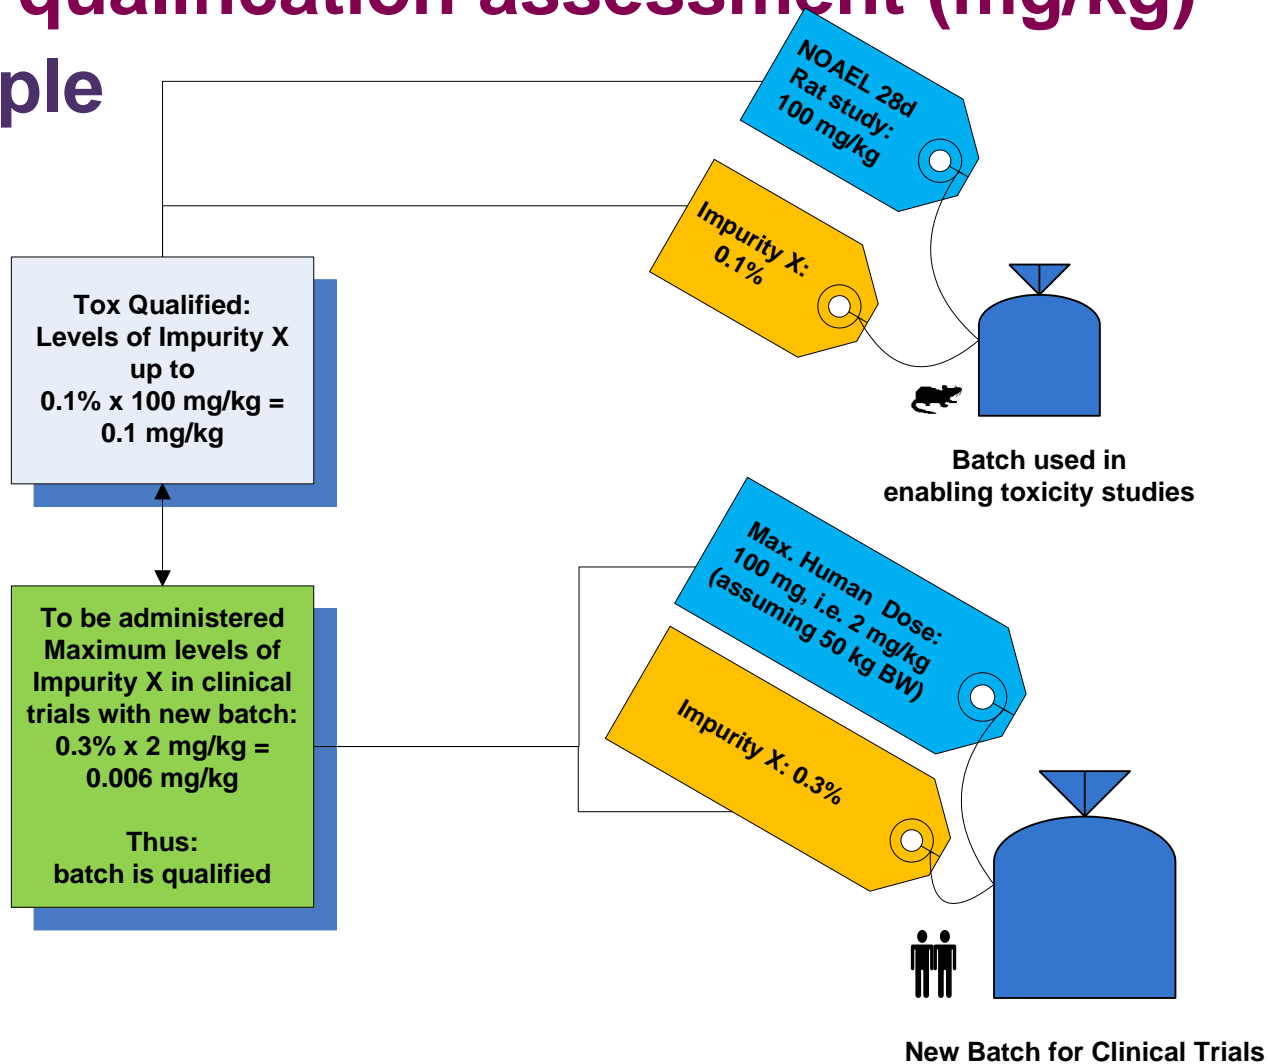 qualification assessment (mg/kg)
ple
NOAEL 28d
Rat study:
100 mg/kg
Impurity X:
0.1%
Tox Qualified:
Levels of Impurity X
up to
0.1% x 100 mg/kg =
0.1 mg/kg
Batch used in
enabling toxicity studies
Max. Human Dose:
100 mg, i.e. 2 mg/kg
(assuming 50 kg BW)
Impurity X: 0.3%
To be administered
Maximum levels of
Impurity X in clinical
trials with new batch:
0.3% x 2 mg/kg =
0.006 mg/kg
Thus:
batch is qualified
New Batch for Clinical Trials